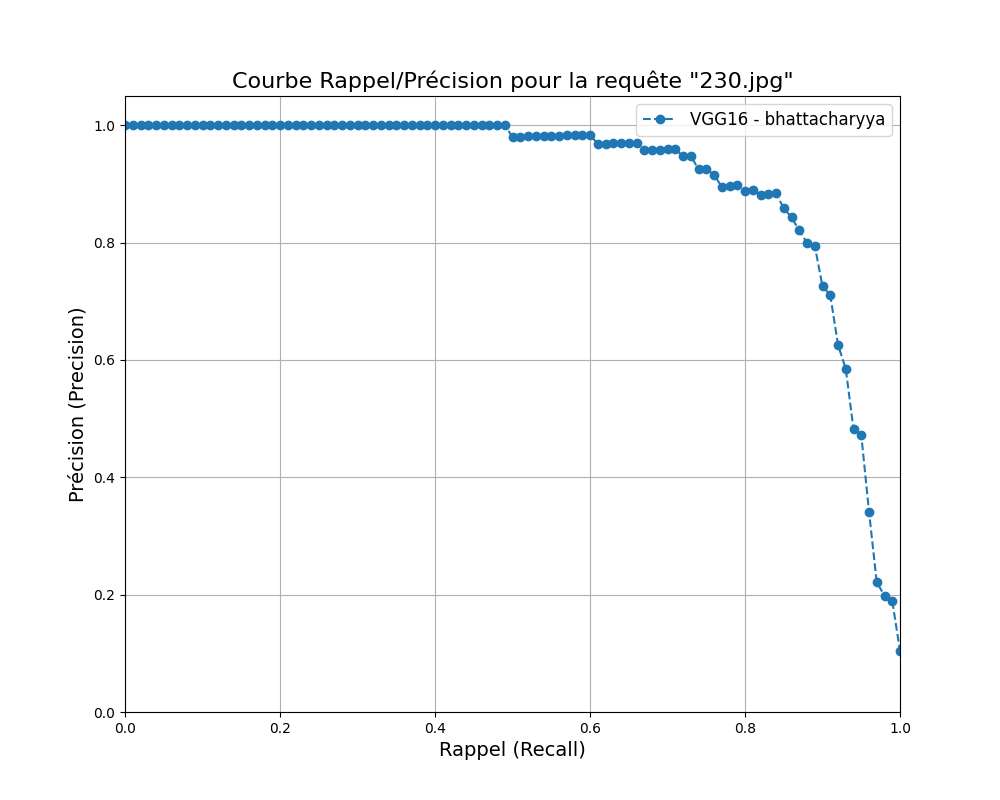 Courbe Rappel/Précision pour la requête "230.jpg"
VGG16 - bhattacharyya
1.0
0.8
0.6
0.4
0.2
0.0
Précision (Precision)
0.0 0.2 0.4 0.6 0.8 1.0
Rappel (Recall)